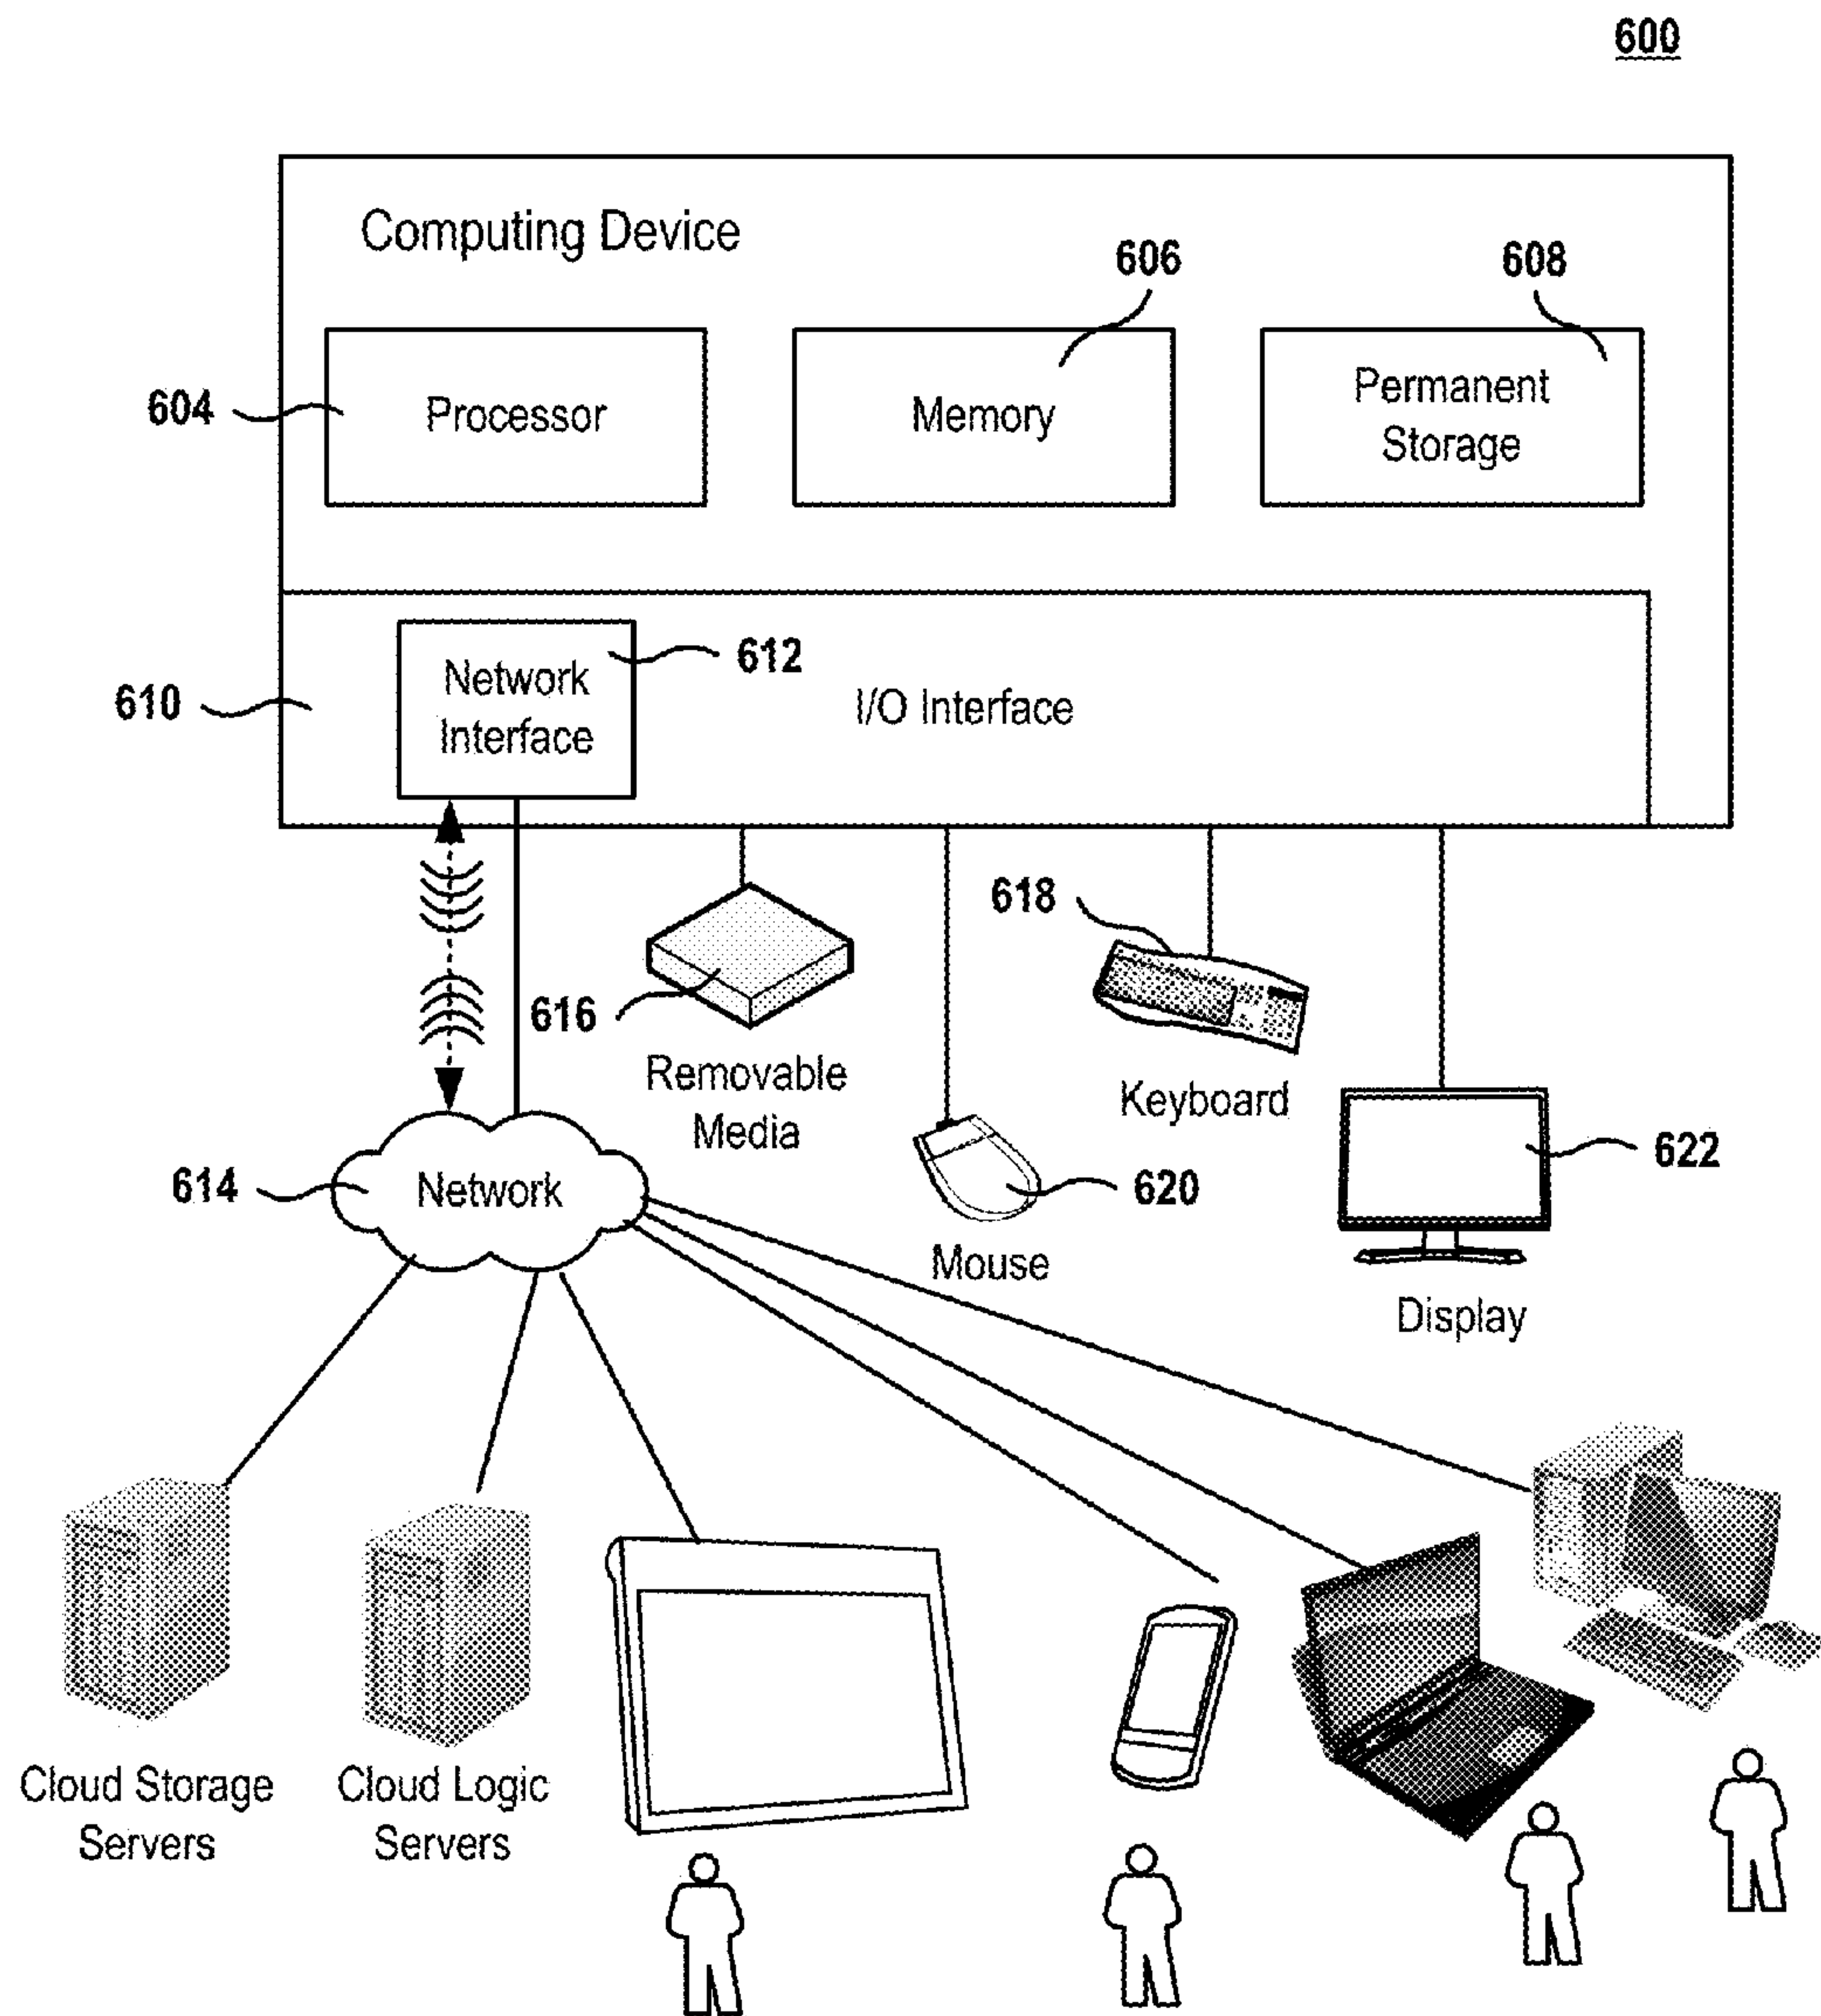 600
Computing Device
606
608
604
Processor
Memory
Permanent
Storage
612
Network
Interface
610
I/O Interface
618
616
Removable
Media
Keyboard
614
Network
620
622
Mouse
Display
Cloud Storage
Servers
Cloud Logic
Servers